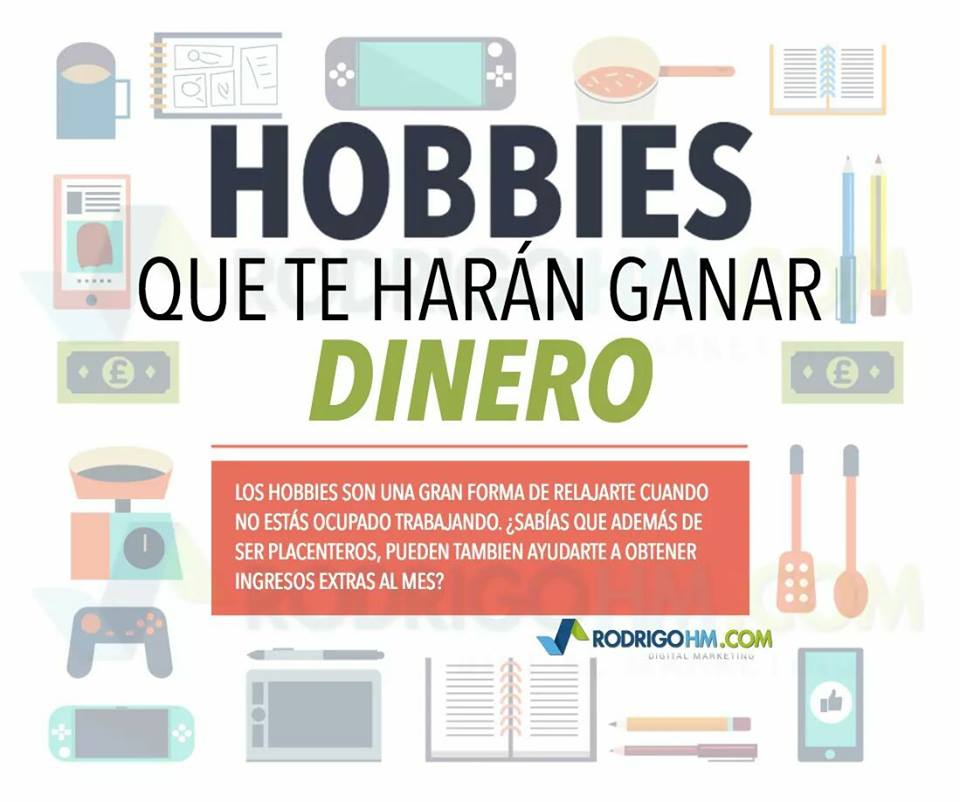 HOBBIES
QUE TE HARÁN GANAR
DINERO
LOS HOBBIES SON UNA GRAN FORMA DE RELAJARTE CUANDO
NO ESTÁS OCUPADO TRABAJANDO. ¿SABÍAS QUE ADEMÁS DE
SER PLACENTEROS, PUEDEN TAMBIEN AYUDARTE A OBTENER
INGRESOS EXTRAS AL MES?
RODRIGOHM.COM
DIGITAL MARKETING